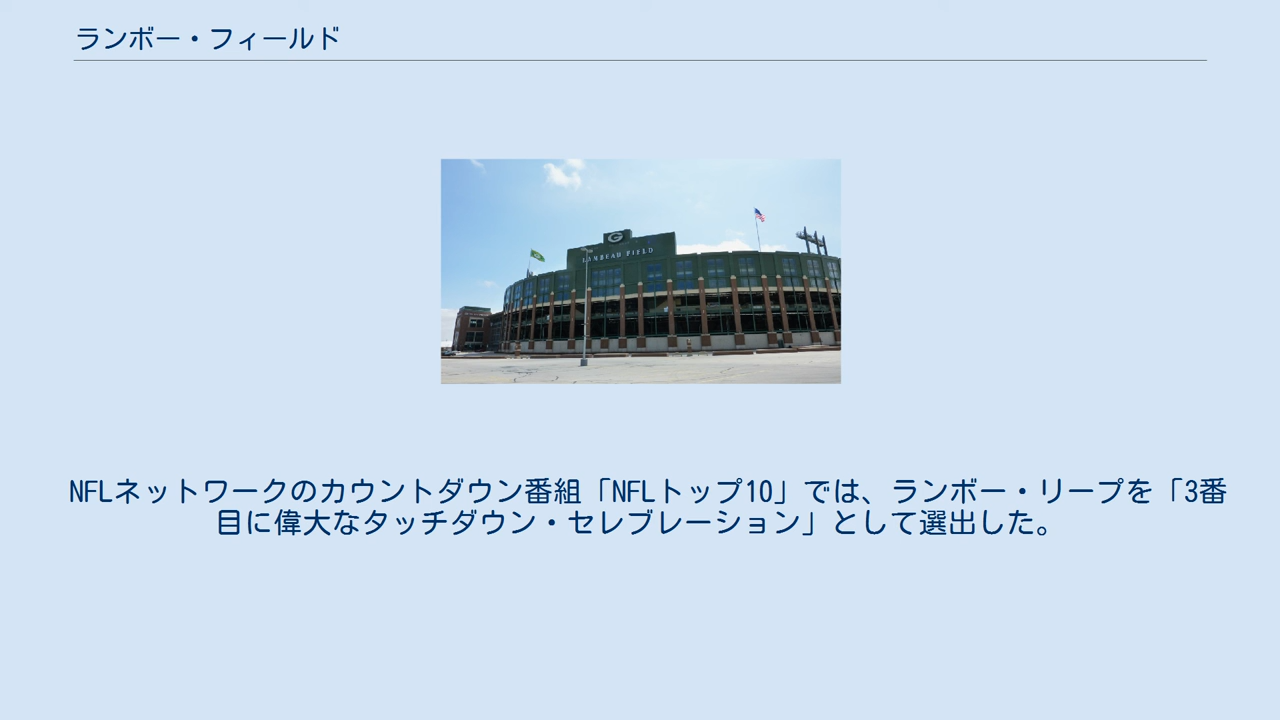 ランボー・フィールド
G
LAMBEAU FIELD
NFLネットワークのカウントダウン番組「NFLトップ10」では、ランボー・リープを「3番
目に偉大なタッチダウン・セレブレーション」として選出した。